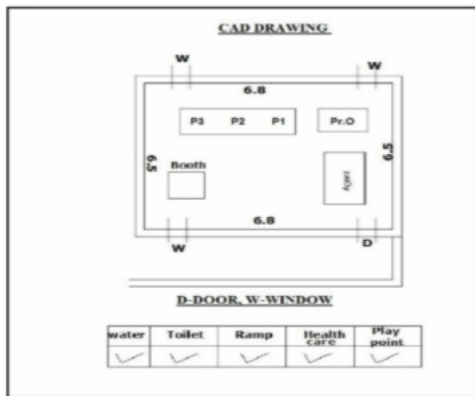 CAD DRAWING
W W
6.8
P3 P2 P1 Pr.O
6.5 6.5
Booth Agent
6.8
W D
D-DOOR, W-WINDOW
water Toilet Ramp Health care Play point